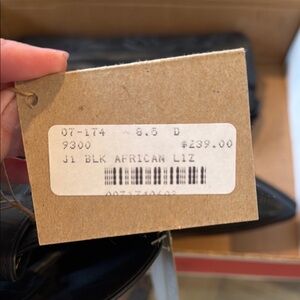 07-174 8.5 D
9300 $239.00
J1 BLK AFRICAN LIZ